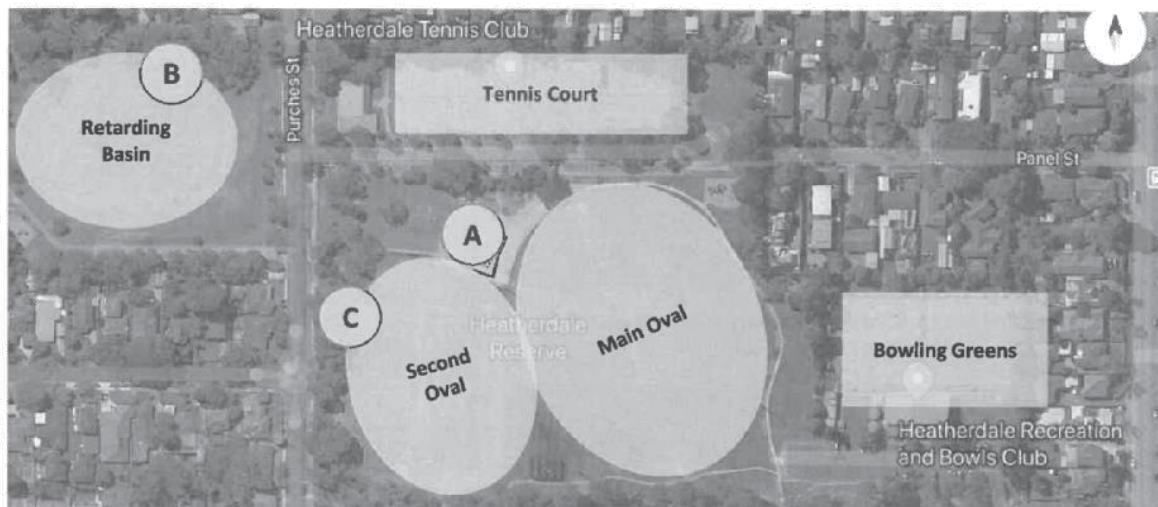 Heatherdale Tennis Club
B
Purches St
Tennis Court
Retarding
Basin
Panel St
A
C
Heatherdale
Reserve
Main Oval
Second
Oval
Bowling Greens
Heatherdale Recreation
and Bowls Club